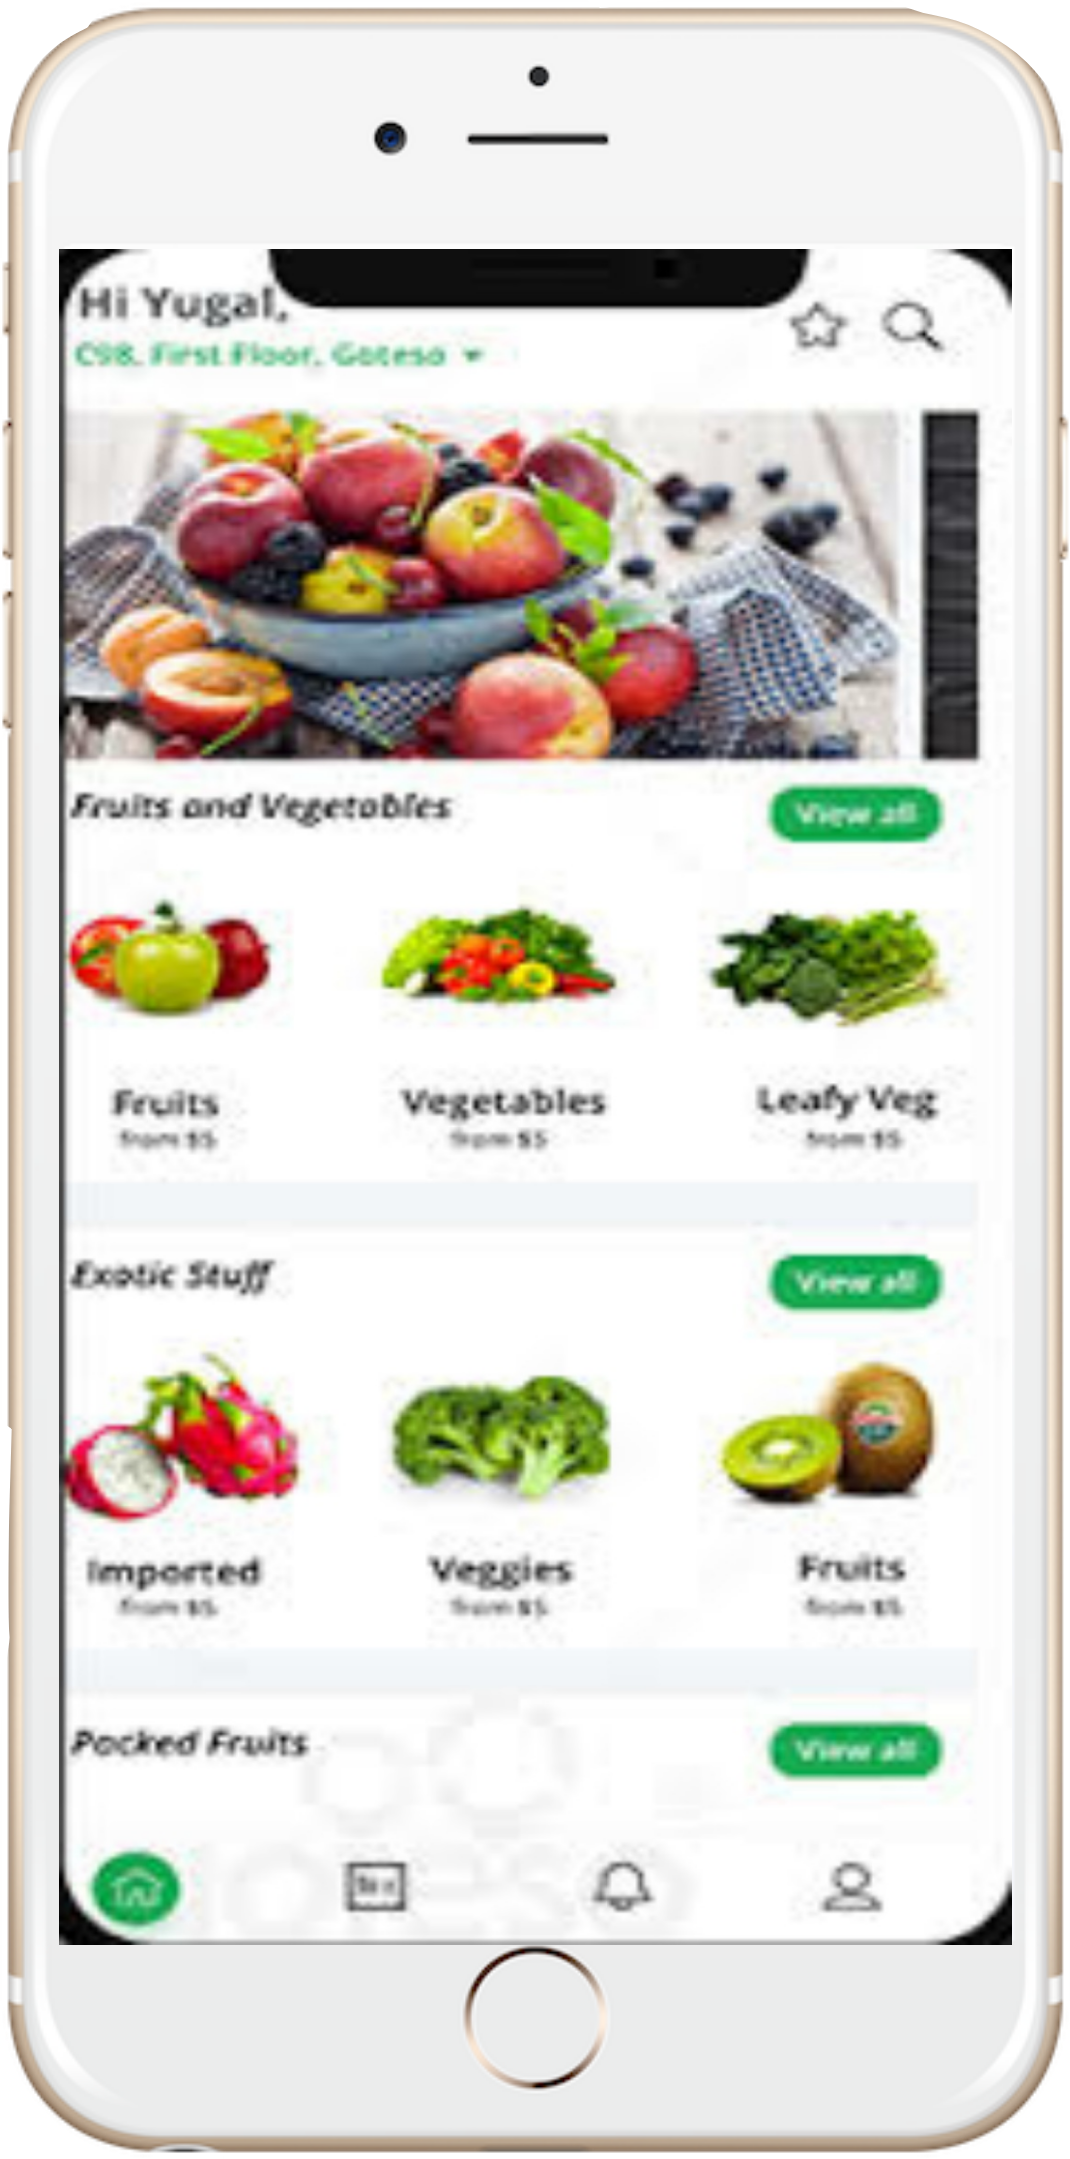 Hi Yugal,
C98, First Floor, Goteso
Fruits and Vegetables
View all
Fruits
Vegetables
Leafy Veg
from $5
from $5
from $5
Exotic Stuff
View all
Imported
Veggies
Fruits
from $5
from $5
from $5
Packed Fruits
View all